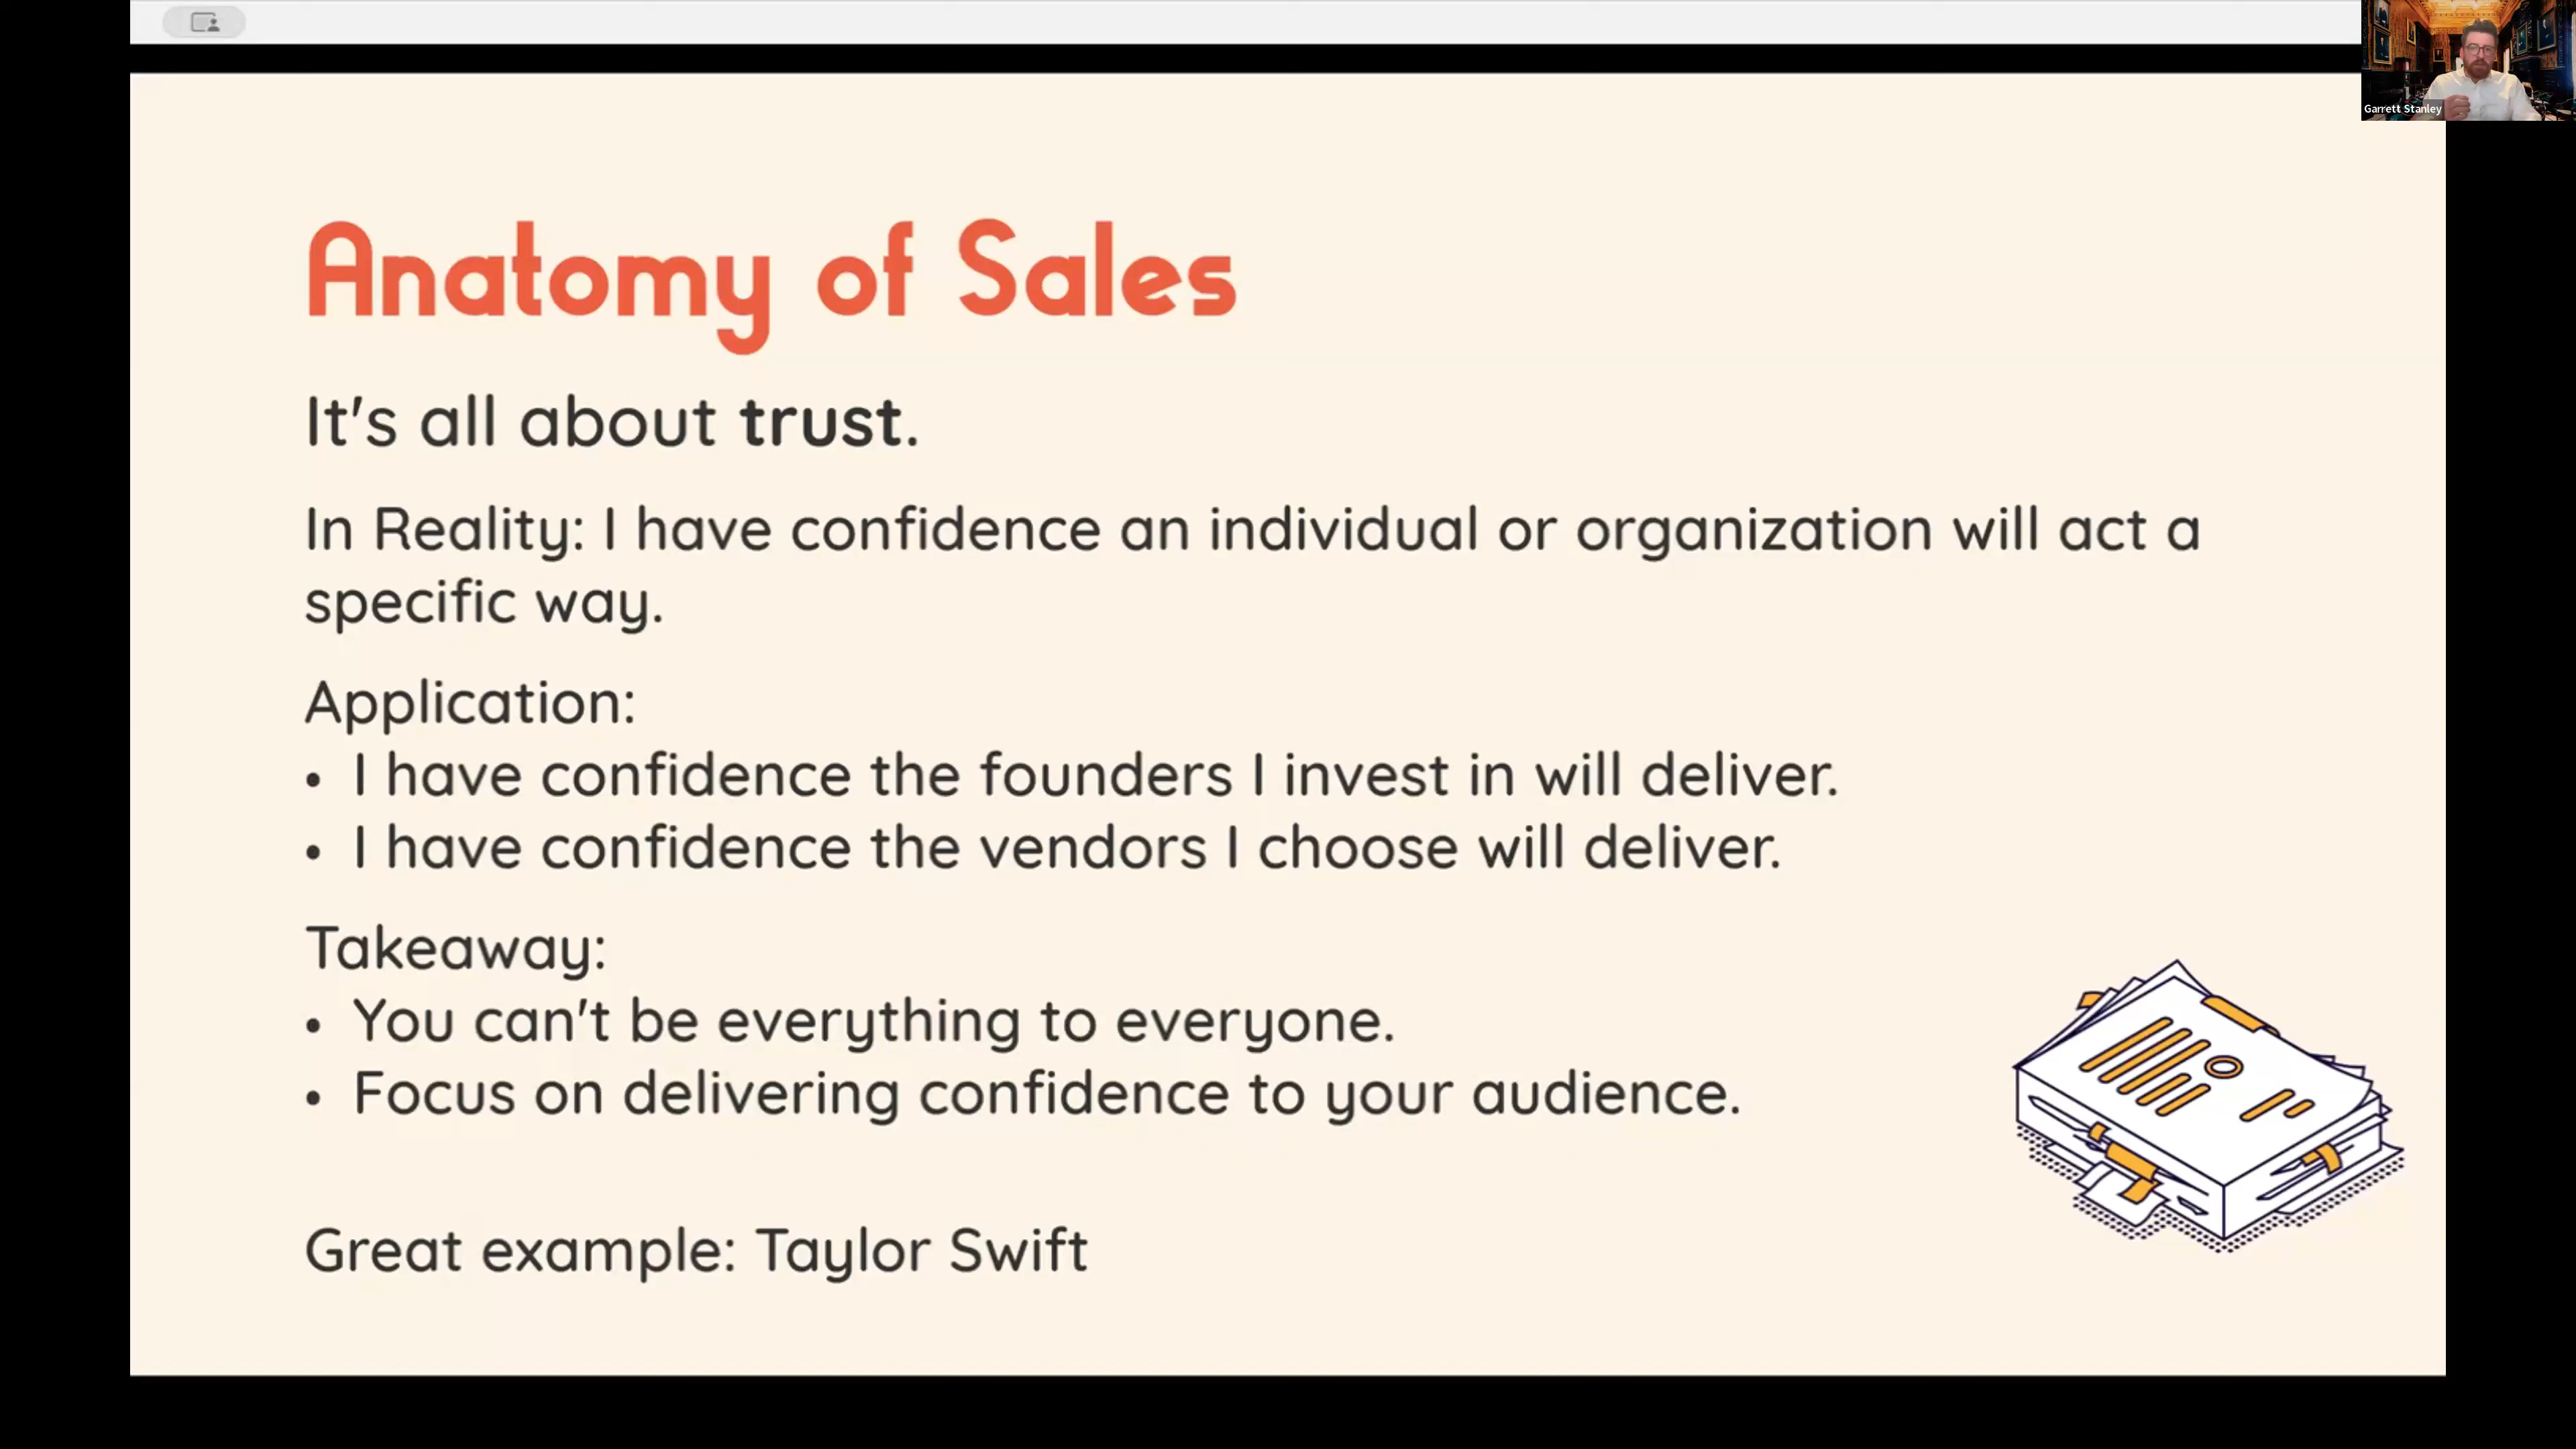 Garrett Stanley
Anatomy of Sales
It's all about trust.
In Reality: I have confidence an individual or organization will act a
specific way.
Application:
• I have confidence the founders I invest in will deliver.
• I have confidence the vendors I choose will deliver.
Takeaway:
• You can't be everything to everyone.
• Focus on delivering confidence to your audience.
Great example: Taylor Swift